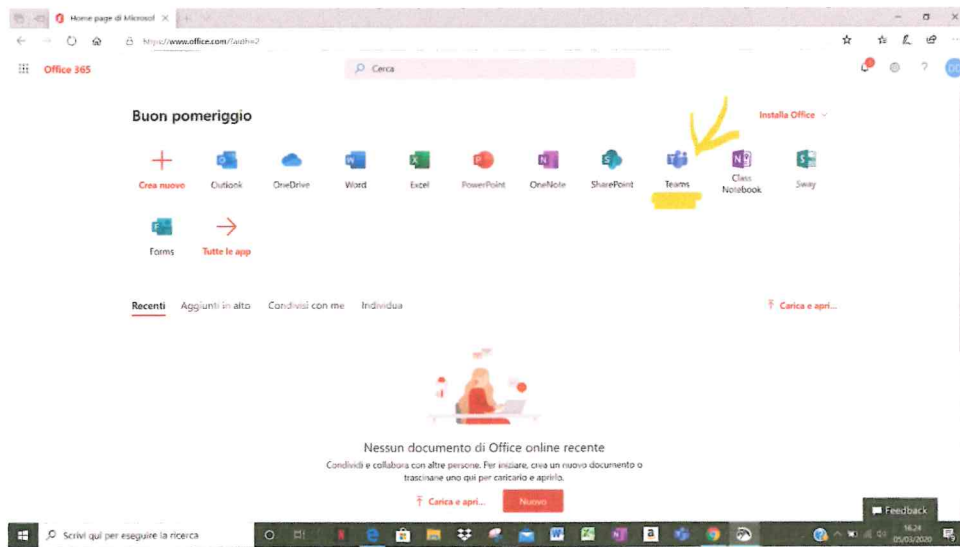 Home page di Microsof
https://www.office.com/?auth=2
Office 365
Cerca
DD
Buon pomeriggio
Installa Office
Crea nuovo
Outlook
OneDrive
Word
Excel
PowerPoint
OneNote
SharePoint
Teams
Class Notebook
Sway
Forms
Tutte le app
Recenti Aggiunti in alto Condivisi con me Individua
Carica e apri...
Nessun documento di Office online recente
Condividi e collabora con altre persone. Per iniziare, crea un nuovo documento o
trascinane uno qui per caricarlo e aprirlo.
Carica e apri... Nuovo
Feedback
Scrivi qui per eseguire la ricerca
16:24
05/03/2020